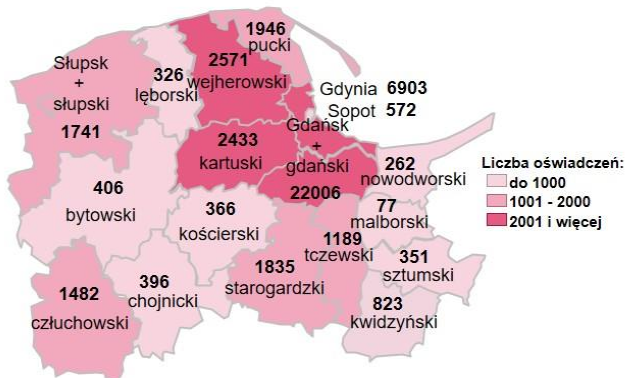 1946
pucki
2571
wejherowski
326
lęborski
Słupsk
+
słupski
1741
Gdynia 6903
Sopot 572
2433
kartuski
Gdańsk
+
gdański
22006
262
nowodworski
Liczba oświadczeń:
do 1000
1001 - 2000
2001 i więcej
406
bytowski
366
kościerski
77
malborski
1189
tczewski
351
sztumski
1835
starogardzki
396
chojnicki
1482
człuchowski
823
kwidzyński